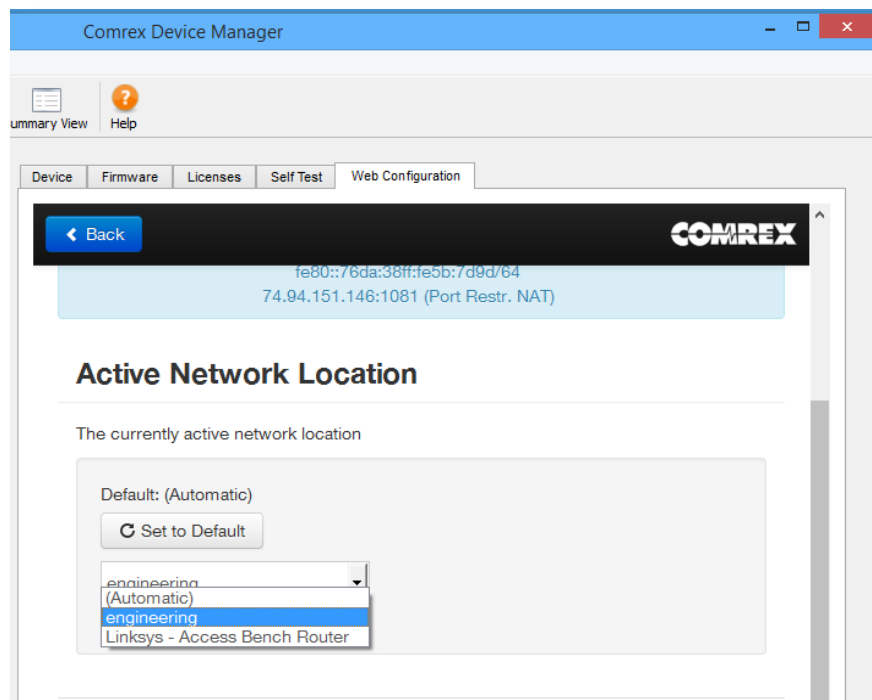 Comrex Device Manager
ummary View
Help
Device
Firmware
Licenses
Self Test
Web Configuration
Back
COMREX
fe80::76da:38ff:fe5b:7d9d/64
74.94.151.146:1081 (Port Restr. NAT)
Active Network Location
The currently active network location
Default: (Automatic)
Set to Default
engineering
(Automatic)
engineering
Linksys - Access Bench Router